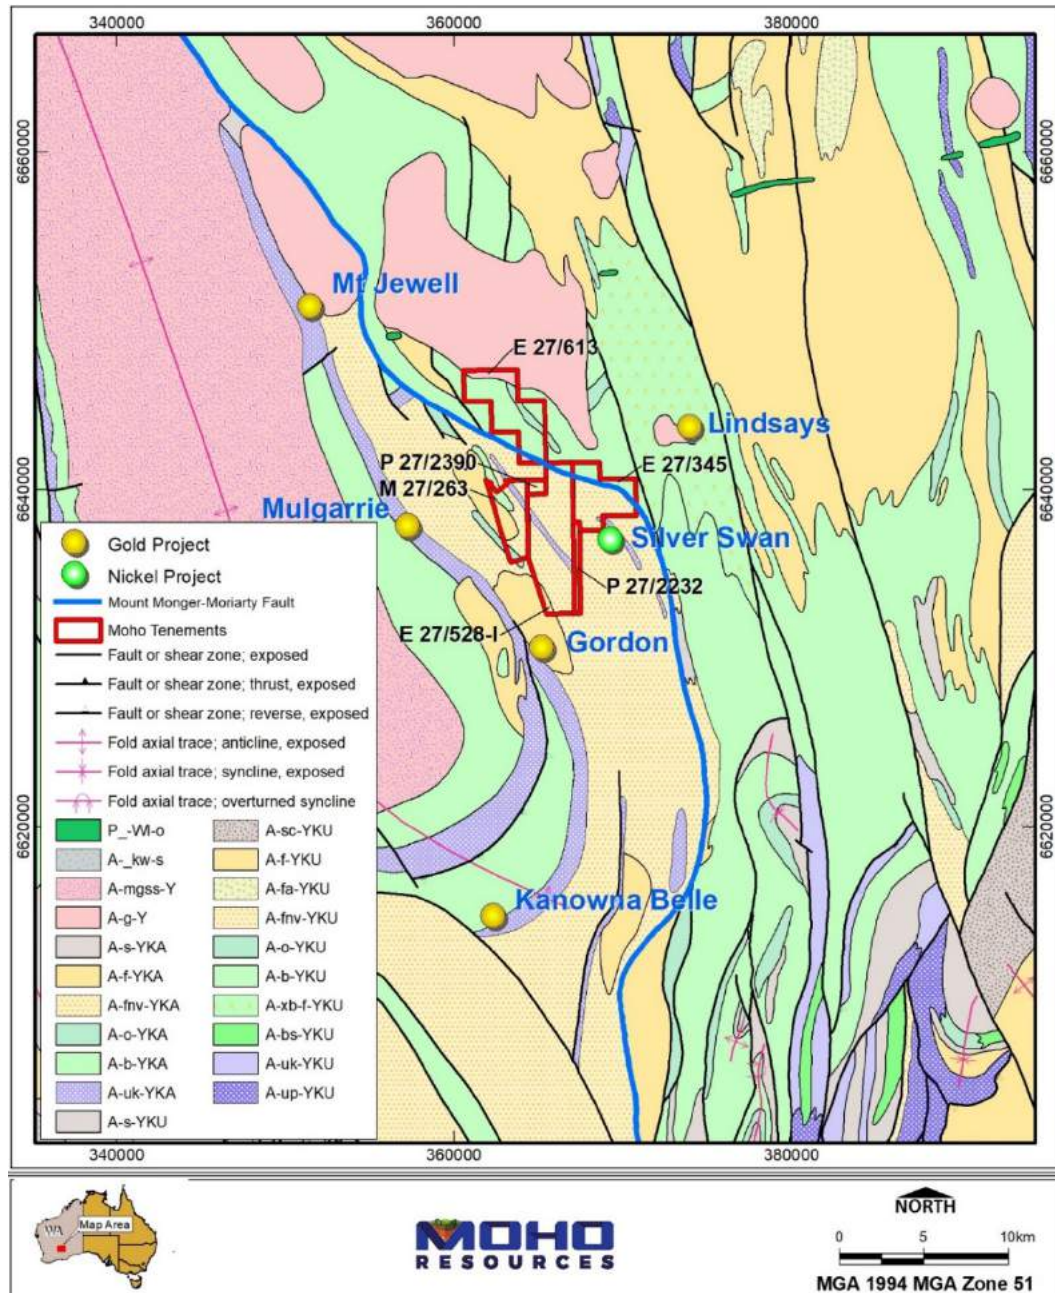 340000 360000 380000
6660000 6660000
Mt Jewell
E 27/613
Lindsays
P 27/2390
E 27/345
M 27/263
6640000
Mulgarrie
Silver Swan
P 27/2232
E 27/528-I
Gordon
Gold Project
Nickel Project
Mount Monger-Moriarty Fault
Moho Tenements
Fault or shear zone; exposed
Fault or shear zone; thrust, exposed
Fault or shear zone; reverse, exposed
Fold axial trace; anticline, exposed
Fold axial trace; syncline, exposed
Fold axial trace; overturned syncline
6620000
P_-WI-o
A-_kw-s
A-mgss-Y
A-g-Y
A-s-YKA
A-f-YKA
A-fnv-YKA
A-o-YKA
A-b-YKA
A-uk-YKA
A-s-YKU
A-sc-YKU
A-f-YKU
A-fa-YKU
A-fnv-YKU
A-o-YKU
A-b-YKU
A-xb-f-YKU
A-bs-YKU
A-uk-YKU
A-up-YKU
Kanowna Belle
340000 360000 380000
WA
Map Area
MOHO
RESOURCES
NORTH
0 5 10km
MGA 1994 MGA Zone 51